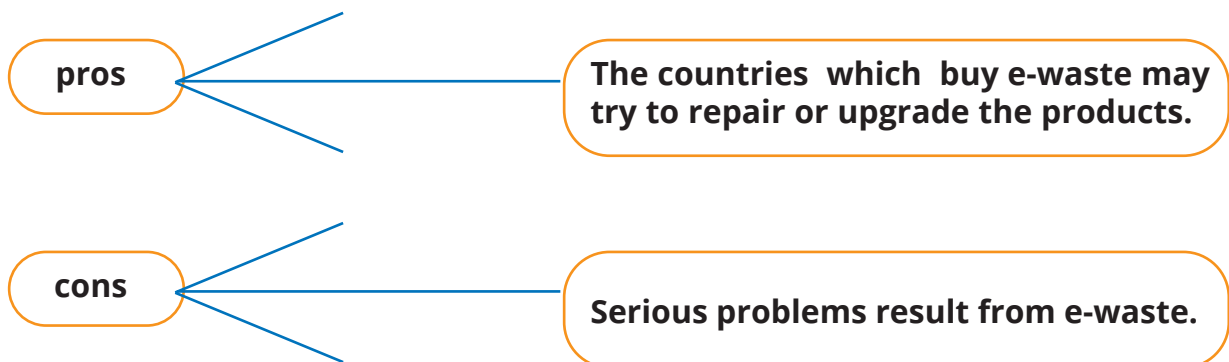 pros
The countries which buy e-waste may
try to repair or upgrade the products.
cons
Serious problems result from e-waste.